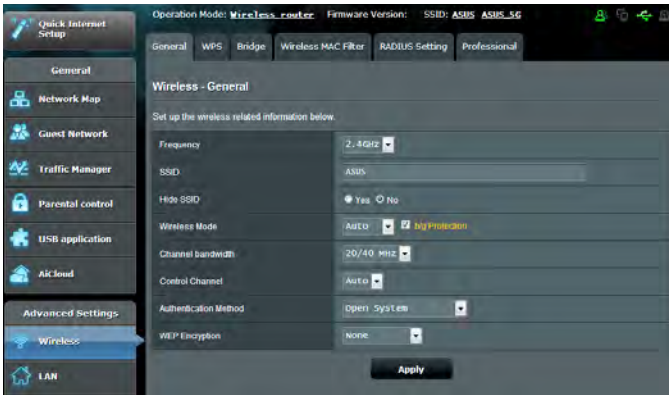 Quick Internet
Setup
Operation Mode: Wireless router Firmware Version: SSID: ASUS ASUS_5G
General WPS Bridge Wireless MAC Filter RADIUS Setting Professional
General
Network Map
Guest Network
Traffic Manager
Parental control
USB application
AiCloud
Advanced Settings
Wireless
LAN
Wireless - General
Set up the wireless related information below.
Frequency 2.4GHz
SSID ASUS
Hide SSID Yes No
Wireless Mode Auto b/g Protection
Channel bandwidth 20/40 MHz
Control Channel Auto
Authentication Method Open System
WEP Encryption None
Apply